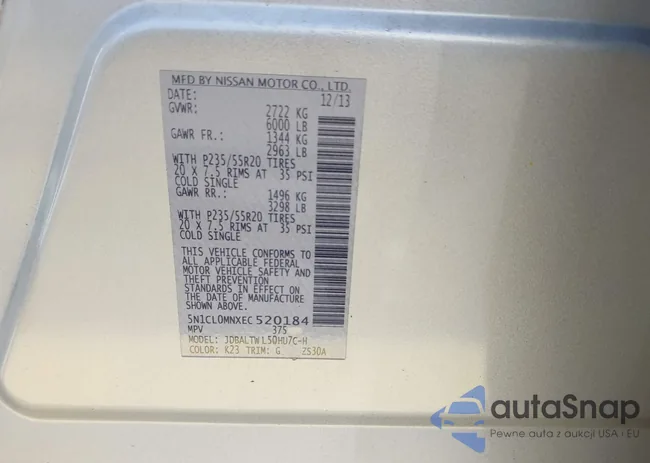 MFD BY NISSAN MOTOR CO., LTD.
DATE: 12/13
GVWR: 2722 KG
6000 LB
GAWR FR.: 1344 KG
2963 LB
WITH P235/55R20 TIRES
20 X 7.5 RIMS AT 35 PSI
COLD SINGLE
GAWR RR.: 1496 KG
3298 LB
WITH P235/55R20 TIRES
20 X 7.5 RIMS AT 35 PSI
COLD SINGLE
THIS VEHICLE CONFORMS TO
ALL APPLICABLE FEDERAL
MOTOR VEHICLE SAFETY AND
THEFT PREVENTION
STANDARDS IN EFFECT ON
THE DATE OF MANUFACTURE
SHOWN ABOVE.
5N1CL0MNXEC520184
MPV 375
MODEL: JDBALTWL50HU7C-H
COLOR: K23 TRIM: G 2S30A
autaSnap
Pewne auta z aukcji USA i EU